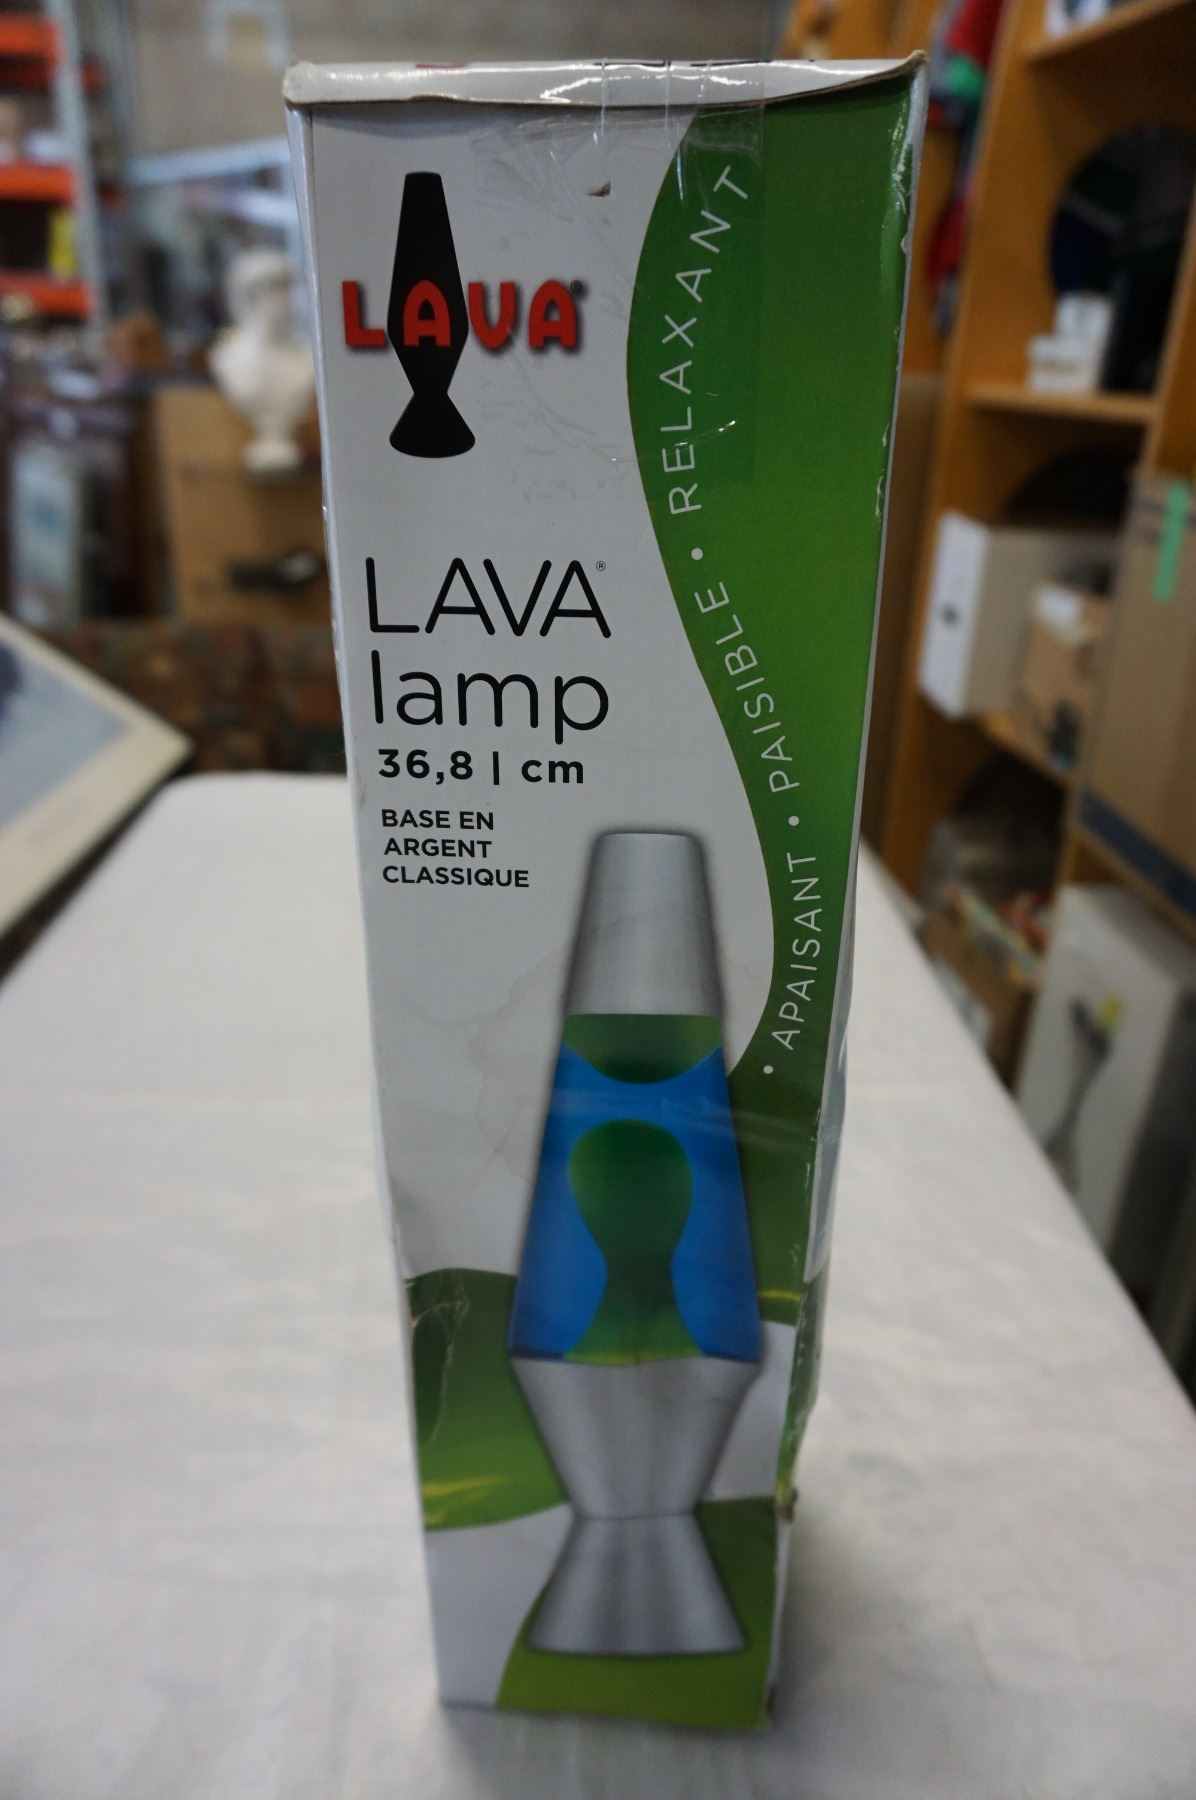 LAVA®
LAVA®
lamp
36,8 | cm
BASE EN
ARGENT
CLASSIQUE
• APAISANT • PAISIBLE • RELAXANT